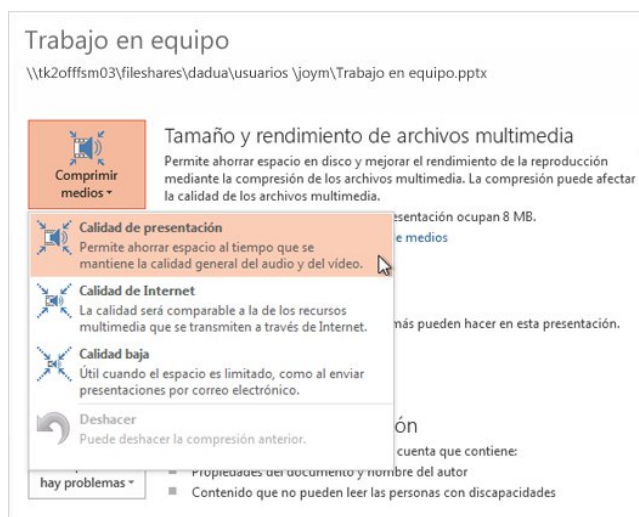 Trabajo en equipo
\\tk2offfsm03\fileshares\dadua\usuarios \joym\Trabajo en equipo.pptx
Comprimir
medios
Tamaño y rendimiento de archivos multimedia
Permite ahorrar espacio en disco y mejorar el rendimiento de la reproducción
mediante la compresión de los archivos multimedia. La compresión puede afectar
la calidad de los archivos multimedia.
esentación ocupan 8 MB.
e medios
Calidad de presentación
Permite ahorrar espacio al tiempo que se
mantiene la calidad general del audio y del vídeo.
Calidad de Internet
La calidad será comparable a la de los recursos
multimedia que se transmiten a través de Internet.
más pueden hacer en esta presentación.
Calidad baja
Útil cuando el espacio es limitado, como al enviar
presentaciones por correo electrónico.
Deshacer
Puede deshacer la compresión anterior.
ón
cuenta que contiene:
Propiedades del documento y nombre del autor
hay problemas
Contenido que no pueden leer las personas con discapacidades